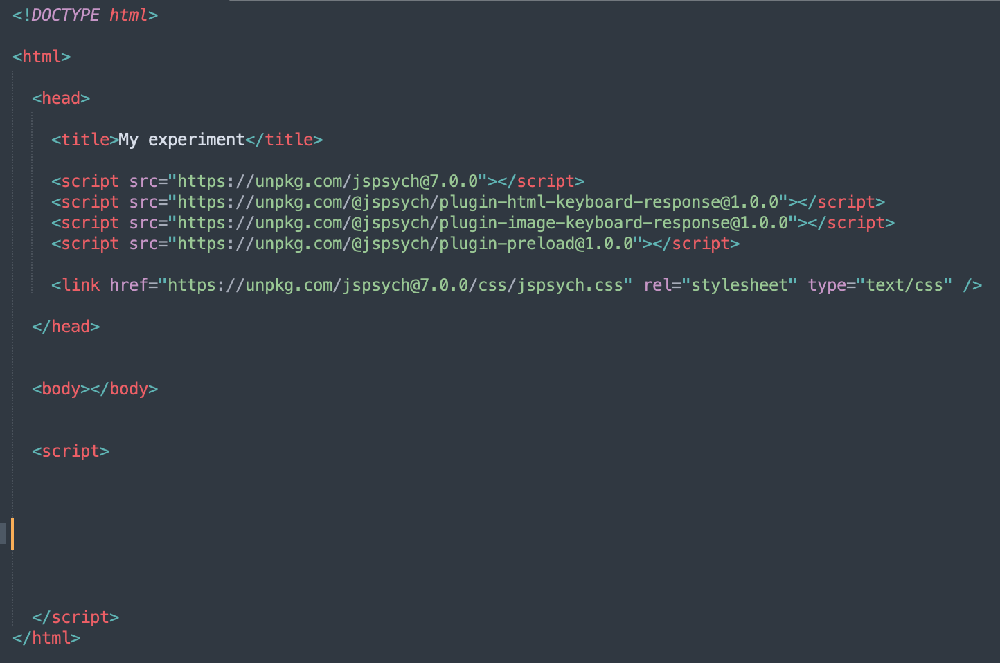 <!DOCTYPE html>
<html>
<head>
<title>My experiment</title>
<script src="https://unpkg.com/jspsych@7.0.0"></script>
<script src="https://unpkg.com/@jspsych/plugin-html-keyboard-response@1.0.0"></script>
<script src="https://unpkg.com/@jspsych/plugin-image-keyboard-response@1.0.0"></script>
<script src="https://unpkg.com/@jspsych/plugin-preload@1.0.0"></script>
<link href="https://unpkg.com/jspsych@7.0.0/css/jspsych.css" rel="stylesheet" type="text/css" />
</head>
<body></body>
<script>
</script>
</html>